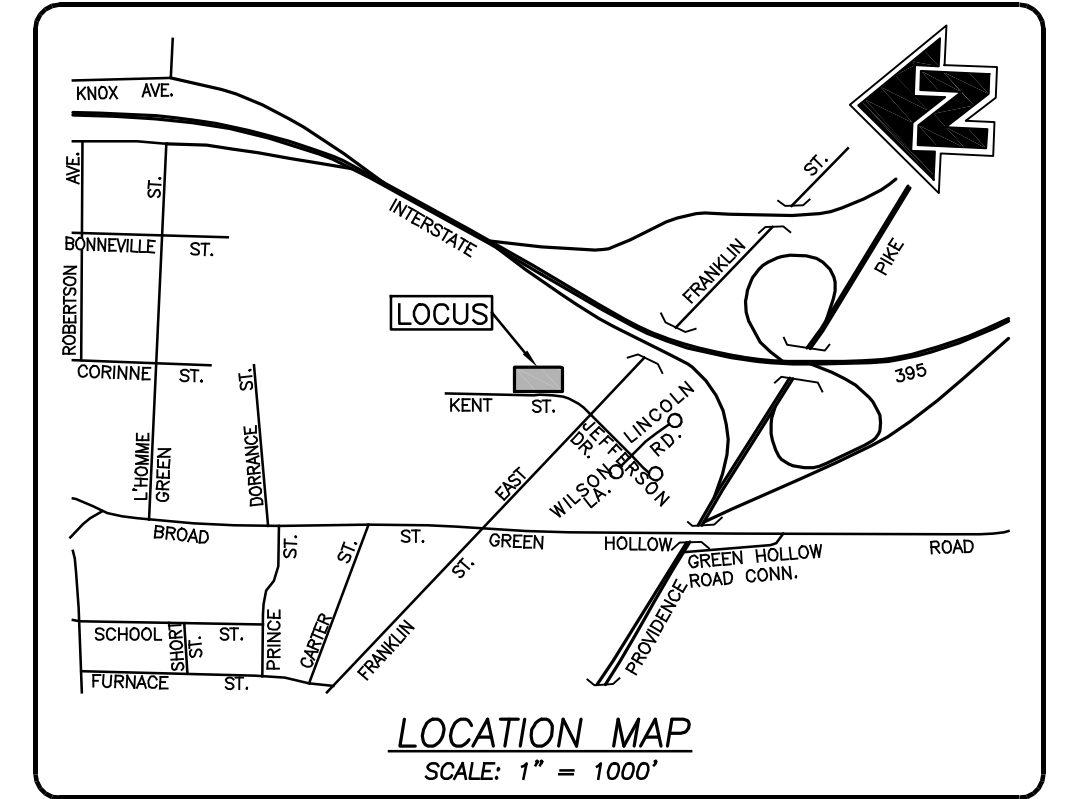 KNOX AVE.
N
AVE.
ST.
ST.
INTERSTATE
BONNEVILLE ST.
FRANKLIN
PIKE
ROBERTSON
LOCUS
CORINNE ST.
ST.
395
KENT ST.
LINCOLN
RD.
JEFFERSON
DR.
L'HOMME
GREEN
DORRANCE
EAST
WILSON
LA.
BROAD
ST.
ST.
ST.
GREEN HOLLOW ROAD
ST.
GREEN HOLLOW
ROAD CONN.
PROVIDENCE
SCHOOL ST.
SHORT
ST.
PRINCE
CARTER
FRANKLIN
FURNACE ST.
LOCATION MAP
SCALE: 1" = 1000'